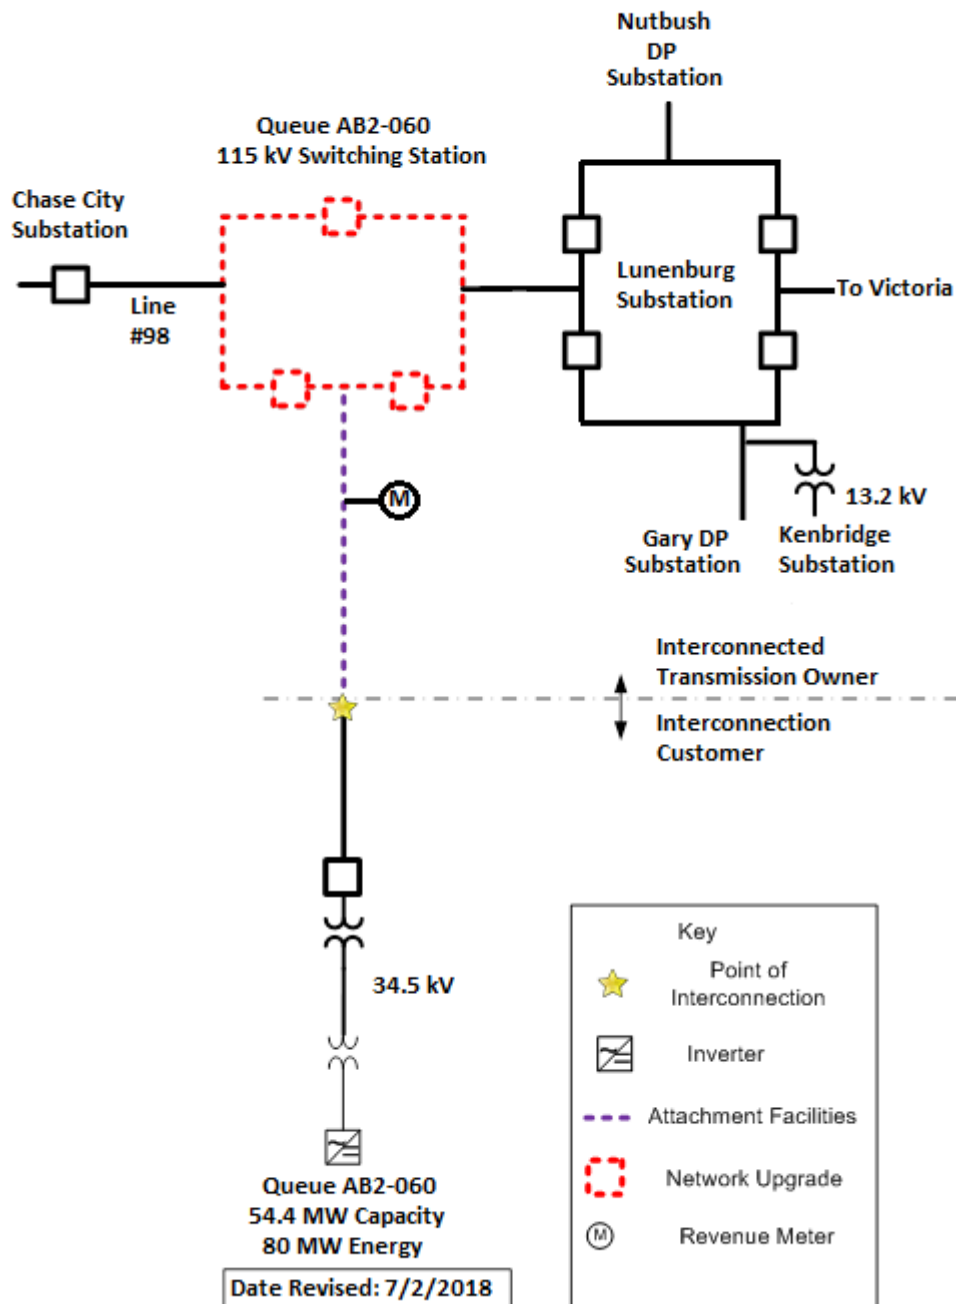 Nutbush
DP
Substation
Queue AB2-060
115 kV Switching Station
Chase City
Substation
Line
#98
Lunenburg
Substation
To Victoria
M
13.2 kV
Gary DP
Substation
Kenbridge
Substation
Interconnected
Transmission Owner
Interconnection
Customer
34.5 kV
Queue AB2-060
54.4 MW Capacity
80 MW Energy
Date Revised: 7/2/2018
Key
Point of
Interconnection
Inverter
Attachment Facilities
Network Upgrade
M
Revenue Meter